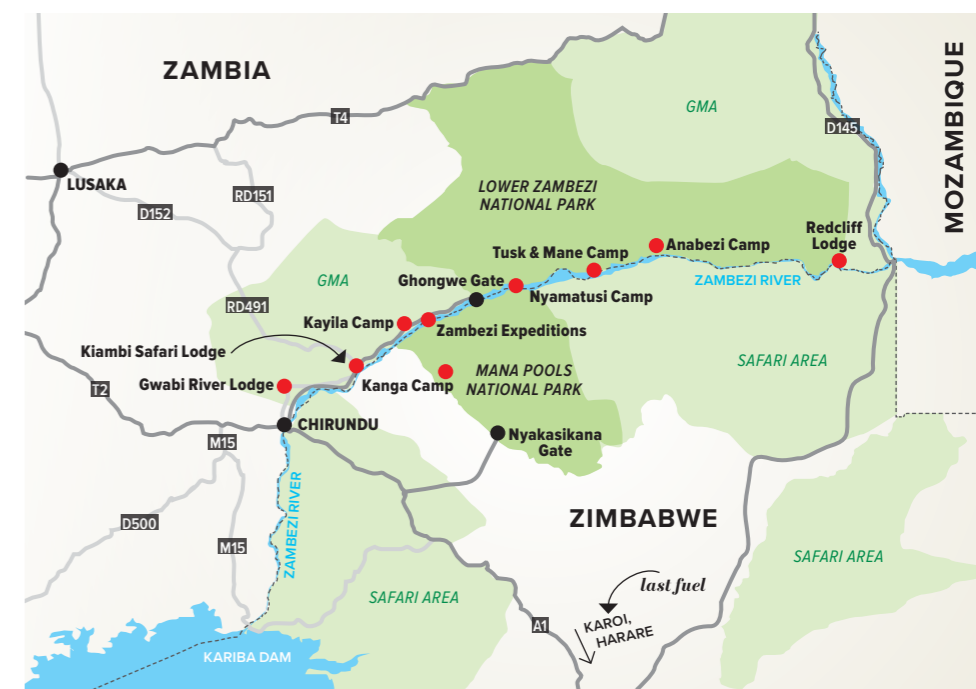 ZAMBIA
MOZAMBIQUE
GMA
T4
D145
LUSAKA
RD151
D152
LOWER ZAMBEZI
NATIONAL PARK
Redcliff
Lodge
Anabezi Camp
Tusk & Mane Camp
Ghongwe Gate
ZAMBEZI RIVER
GMA
Nyamatusi Camp
RD491
Kayila Camp
Zambezi Expeditions
Kiambi Safari Lodge
SAFARI AREA
MANA POOLS
NATIONAL PARK
Gwabi River Lodge
Kanga Camp
T2
CHIRUNDU
Nyakasikana
Gate
M15
ZAMBEZI RIVER
D500
ZIMBABWE
M15
SAFARI AREA
last fuel
SAFARI AREA
A1
KAROI,
HARARE
KARIBA DAM